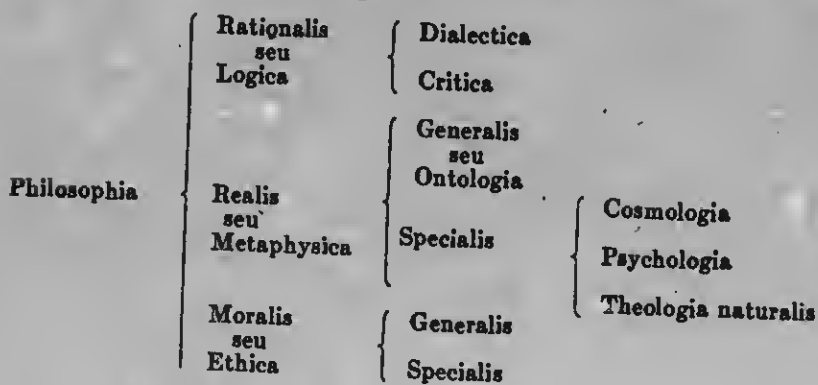 Philosophia
Rationalis
seu
Logica
Dialectica
Critica
Realis
seu
Metaphysica
Generalis
seu
Ontologia
Specialis
Cosmologia
Psychologia
Theologia naturalis
Moralis
seu
Ethica
Generalis
Specialis